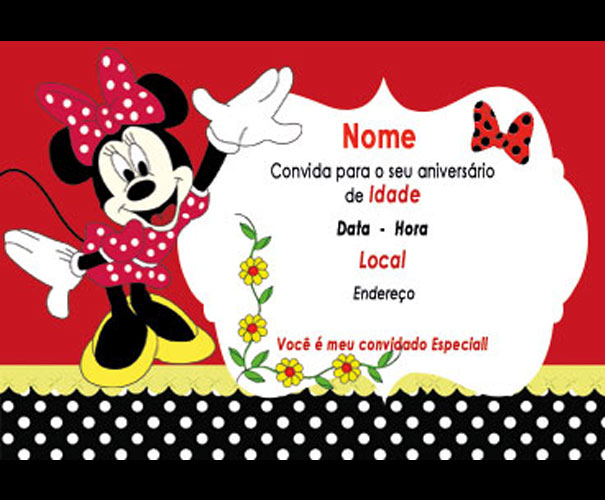 Nome
Convida para o seu aniversário
de Idade
Data - Hora
Local
Endereço
Você é meu convidado Especial!